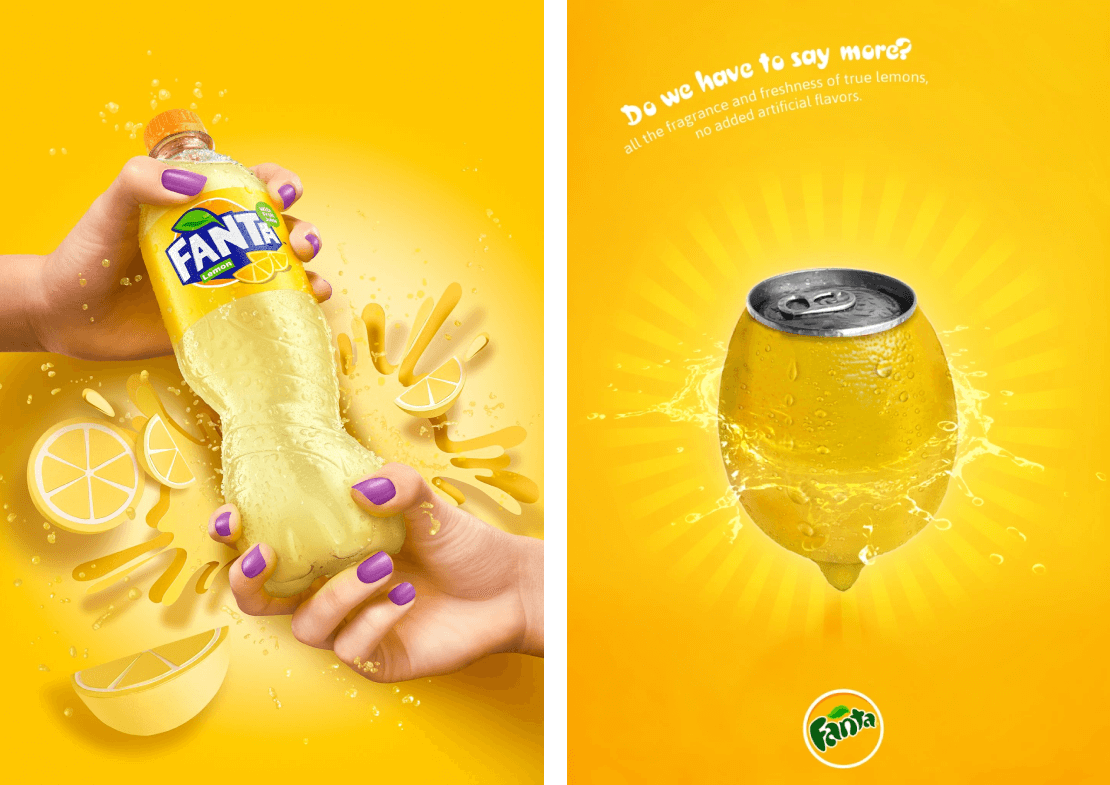 FANTA
Lemon
Do we have to say more?
all the fragrance and freshness of true lemons,
no added artificial flavors.
Fanta